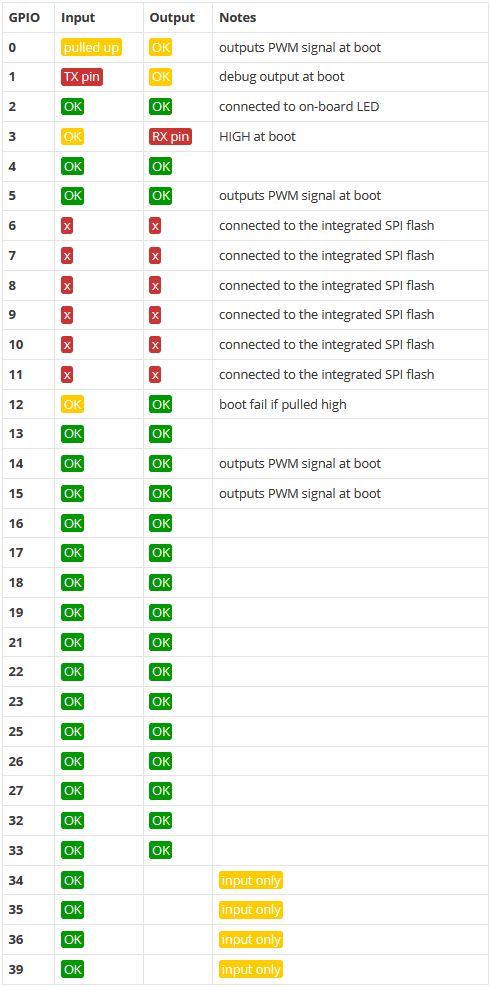 GPIO Input Output Notes
0 pulled up OK outputs PWM signal at boot
1 TX pin OK debug output at boot
2 OK OK connected to on-board LED
3 OK RX pin HIGH at boot
4 OK OK
5 OK OK outputs PWM signal at boot
6 x x connected to the integrated SPI flash
7 x x connected to the integrated SPI flash
8 x x connected to the integrated SPI flash
9 x x connected to the integrated SPI flash
10 x x connected to the integrated SPI flash
11 x x connected to the integrated SPI flash
12 OK OK boot fail if pulled high
13 OK OK
14 OK OK outputs PWM signal at boot
15 OK OK outputs PWM signal at boot
16 OK OK
17 OK OK
18 OK OK
19 OK OK
21 OK OK
22 OK OK
23 OK OK
25 OK OK
26 OK OK
27 OK OK
32 OK OK
33 OK OK
34 OK input only
35 OK input only
36 OK input only
39 OK input only